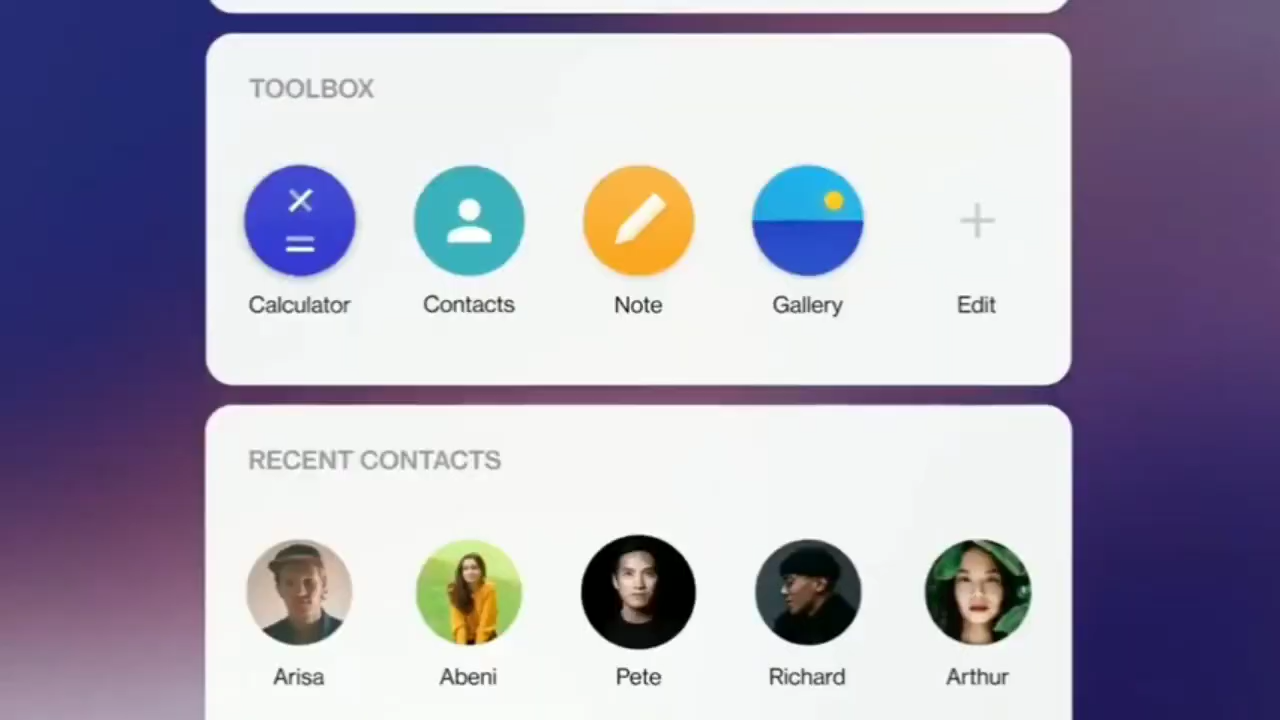 TOOLBOX
Calculator Contacts Note Gallery Edit
RECENT CONTACTS
Arisa Abeni Pete Richard Arthur